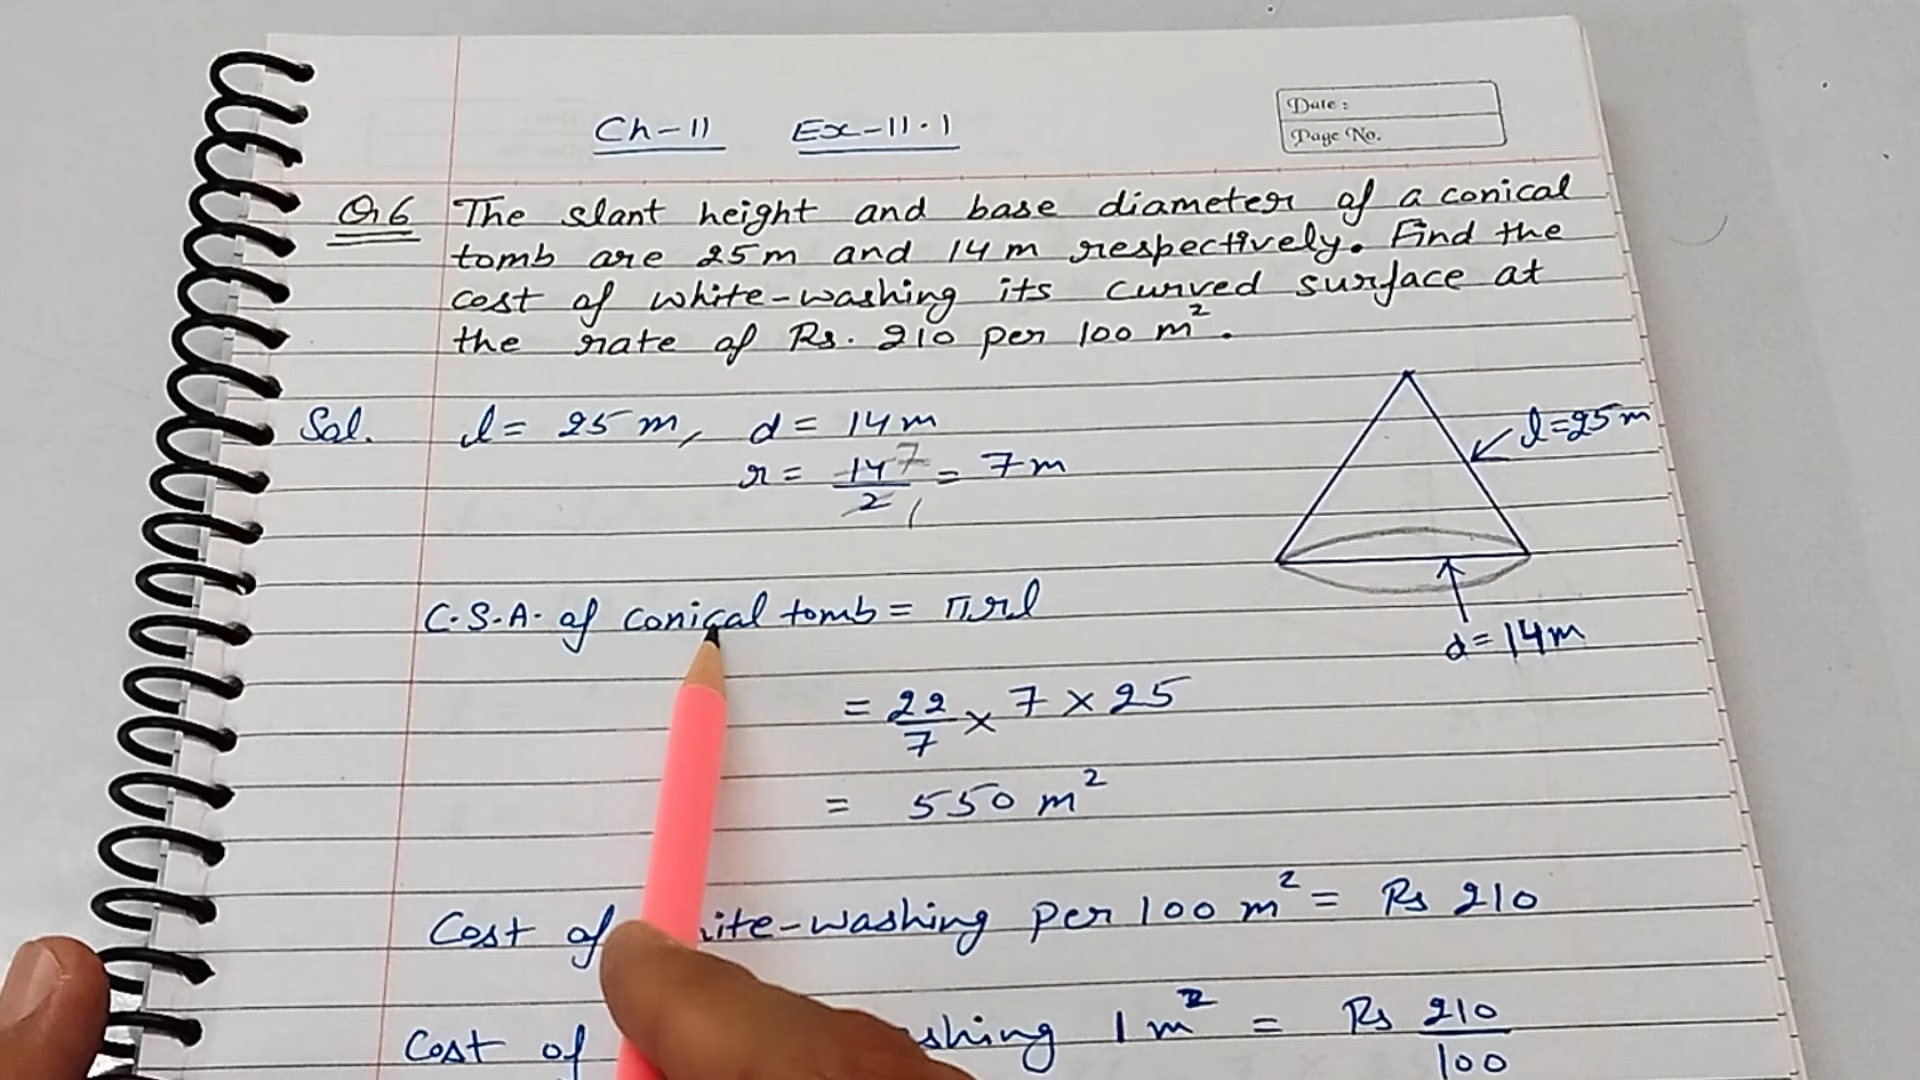 Ch-11 Ex-11.1
Date :
Page No.
Q6 The slant height and base diameter of a conical
tomb are 25m and 14m respectively. Find the
cost of white-washing its curved surface at
the rate of Rs. 210 per 100 m².
Sol. l = 25 m, d = 14 m
r = 14/2 7 1 = 7m
l=25m
d=14m
C.S.A. of conical tomb = πrl
= 22/7 × 7 × 25
= 550 m²
Cost of ite-washing per 100 m² = Rs 210
Cost of shing 1 m² = Rs 210/100